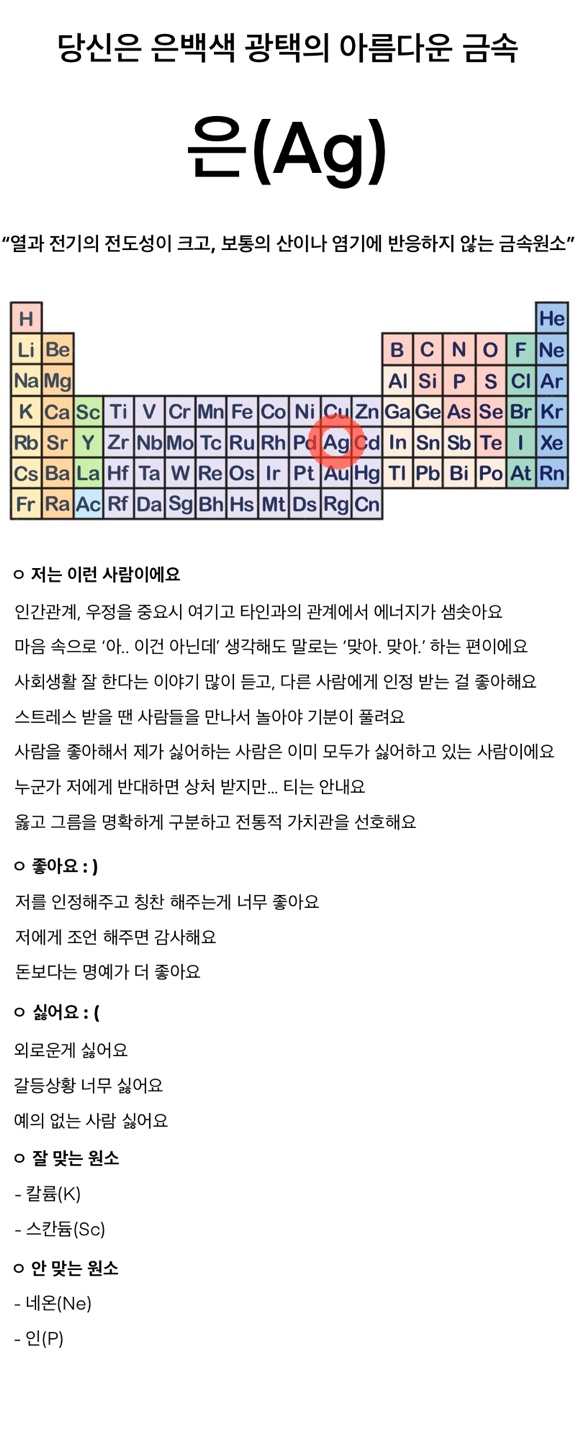 당신은 은백색 광택의 아름다운 금속
은(Ag)
“열과 전기의 전도성이 크고, 보통의 산이나 염기에 반응하지 않는 금속원소”
H He
Li Be B C N O F Ne
Na Mg Al Si P S Cl Ar
K Ca Sc Ti V Cr Mn Fe Co Ni Cu Zn Ga Ge As Se Br Kr
Rb Sr Y Zr Nb Mo Tc Ru Rh Pd Ag Cd In Sn Sb Te I Xe
Cs Ba La Hf Ta W Re Os Ir Pt Au Hg Tl Pb Bi Po At Rn
Fr Ra Ac Rf Da Sg Bh Hs Mt Ds Rg Cn
ㅇ 저는 이런 사람이에요
인간관계, 우정을 중요시 여기고 타인과의 관계에서 에너지가 샘솟아요
마음 속으로 ‘아.. 이건 아닌데’ 생각해도 말로는 ‘맞아. 맞아.’ 하는 편이에요
사회생활 잘 한다는 이야기 많이 듣고, 다른 사람에게 인정 받는 걸 좋아해요
스트레스 받을 땐 사람들을 만나서 놀아야 기분이 풀려요
사람을 좋아해서 제가 싫어하는 사람은 이미 모두가 싫어하고 있는 사람이에요
누군가 저에게 반대하면 상처 받지만... 티는 안내요
옳고 그름을 명확하게 구분하고 전통적 가치관을 선호해요
ㅇ 좋아요 : )
저를 인정해주고 칭찬 해주는게 너무 좋아요
저에게 조언 해주면 감사해요
돈보다는 명예가 더 좋아요
ㅇ 싫어요 : (
외로운게 싫어요
갈등상황 너무 싫어요
예의 없는 사람 싫어요
ㅇ 잘 맞는 원소
- 칼륨(K)
- 스칸듐(Sc)
ㅇ 안 맞는 원소
- 네온(Ne)
- 인(P)